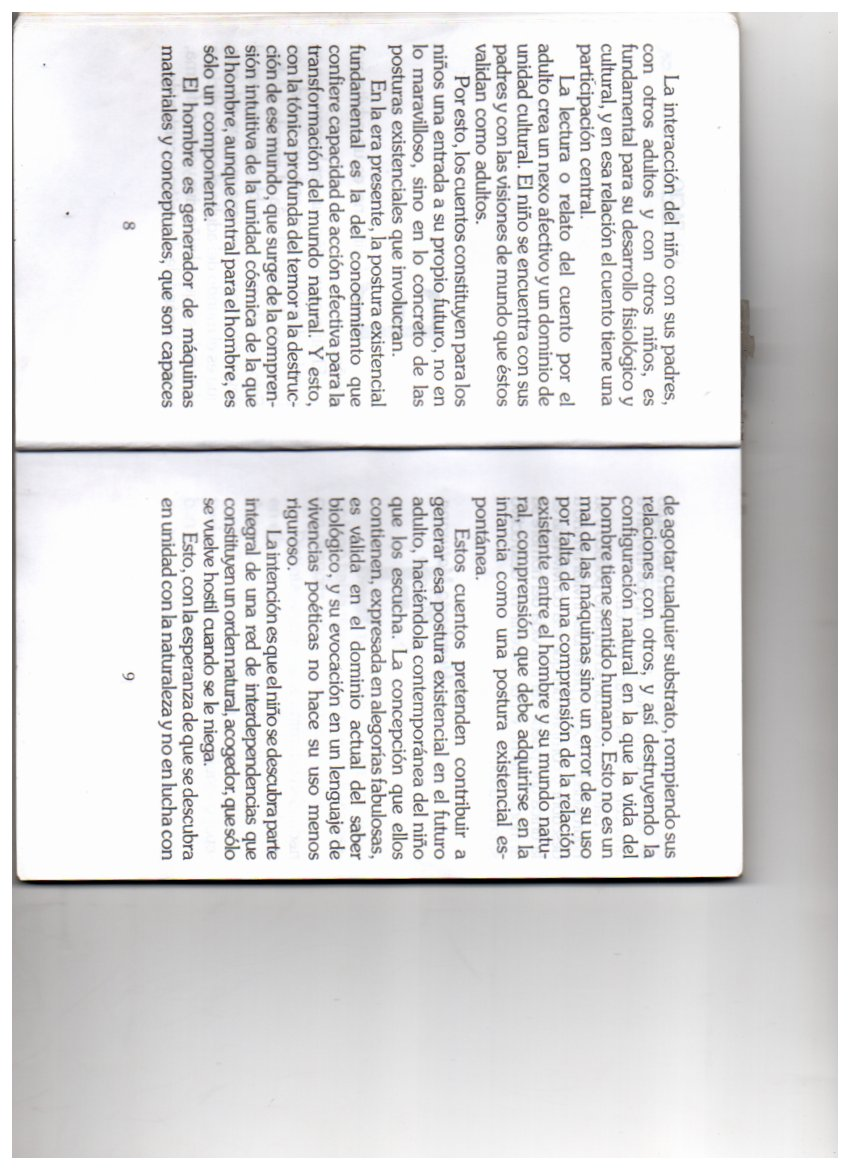 La interacción del niño con sus padres,
con otros adultos y con otros niños, es
fundamental para su desarrollo fisiológico y
cultural, y en esa relación el cuento tiene una
participación central.
La lectura o relato del cuento por el
adulto crea un nexo afectivo y un dominio de
unidad cultural. El niño se encuentra con sus
padres y con las visiones de mundo que éstos
validan como adultos.
Por esto, los cuentos constituyen para los
niños una entrada a su propio futuro, no en
lo maravilloso, sino en lo concreto de las
posturas existenciales que involucran.
En la era presente, la postura existencial
fundamental es la del conocimiento que
confiere capacidad de acción efectiva para la
transformación del mundo natural. Y esto,
con la tónica profunda del temor a la destruc-
ción de ese mundo, que surge de la compren-
sión intuitiva de la unidad cósmica de la que
el hombre, aunque central para el hombre, es
sólo un componente.
El hombre es generador de máquinas
materiales y conceptuales, que son capaces
8
de agotar cualquier substrato, rompiendo sus
relaciones con otros, y así destruyendo la
configuración natural en la que la vida del
hombre tiene sentido humano. Esto no es un
mal de las máquinas sino un error de su uso
por falta de una comprensión de la relación
existente entre el hombre y su mundo natu-
ral, comprensión que debe adquirirse en la
infancia como una postura existencial es-
pontánea.
Estos cuentos pretenden contribuir a
generar esa postura existencial en el futuro
adulto, haciéndola contemporánea del niño
que los escucha. La concepción que ellos
contienen, expresada en alegorías fabulosas,
es válida en el dominio actual del saber
biológico, y su evocación en un lenguaje de
vivencias poéticas no hace su uso menos
riguroso.
La intención es que el niño se descubra parte
integral de una red de interdependencias que
constituyen un orden natural, acogedor, que sólo
se vuelve hostil cuando se le niega.
Esto, con la esperanza de que se descubra
en unidad con la naturaleza y no en lucha con
9